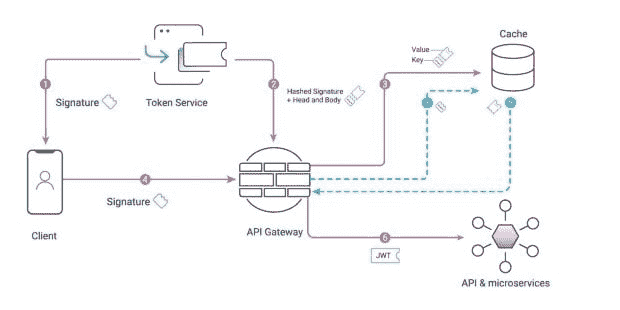 Cache
Value
Key
1
2
3
Signature
Token Service
Hashed Signature
+ Head and Body
4
Signature
Client
API Gateway
6
JWT
API & microservices